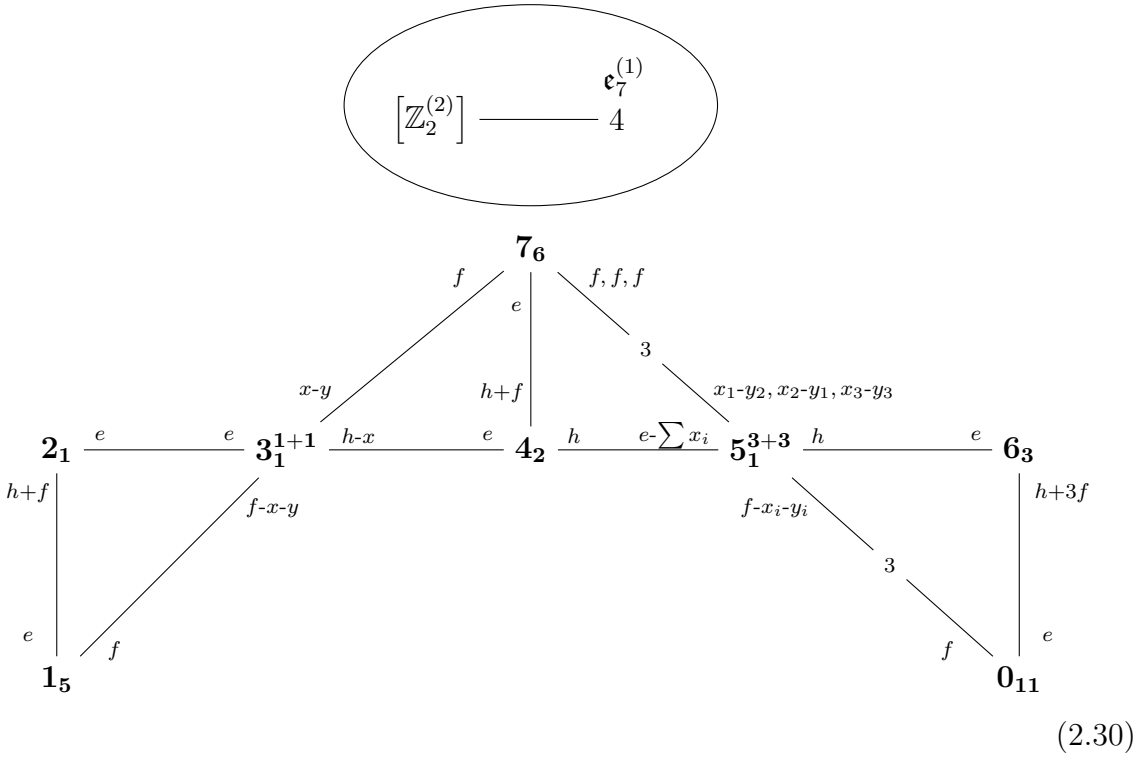 𝔢₇⁽¹⁾
[ℤ₂⁽²⁾] 4
7₆
f f, f, f
e
3
x-y h+f x₁-y₂, x₂-y₁, x₃-y₃
2₁ e e 3₁¹⁺¹ h-x e 4₂ h e-∑ xᵢ 5₁³⁺³ h e 6₃
h+f f-x-y f-xᵢ-yᵢ h+3f
3
e f f e
1₅ 0₁₁
(2.30)